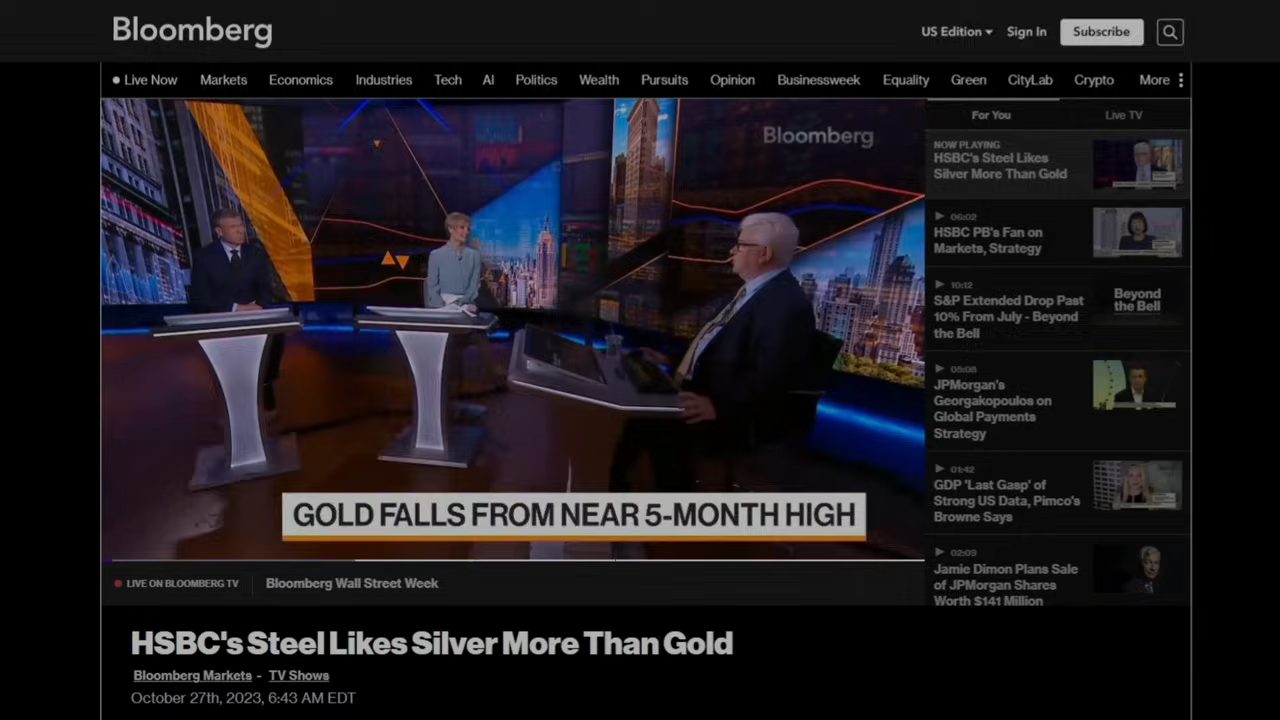 Bloomberg
US Edition Sign In Subscribe
Live Now Markets Economics Industries Tech AI Politics Wealth Pursuits Opinion Businessweek Equality Green CityLab Crypto More
Bloomberg
GOLD FALLS FROM NEAR 5-MONTH HIGH
LIVE ON BLOOMBERG TV Bloomberg Wall Street Week
For You Live TV
NOW PLAYING
HSBC's Steel Likes
Silver More Than Gold
06:02
HSBC PB's Fan on
Markets, Strategy
10:12
S&P Extended Drop Past
10% From July - Beyond
the Bell
Beyond
the Bell
05:08
JPMorgan's
Georgakopoulos on
Global Payments
Strategy
01:42
GDP 'Last Gasp' of
Strong US Data, Pimco's
Browne Says
02:09
Jamie Dimon Plans Sale
of JPMorgan Shares
Worth $141 Million
HSBC's Steel Likes Silver More Than Gold
Bloomberg Markets - TV Shows
October 27th, 2023, 6:43 AM EDT